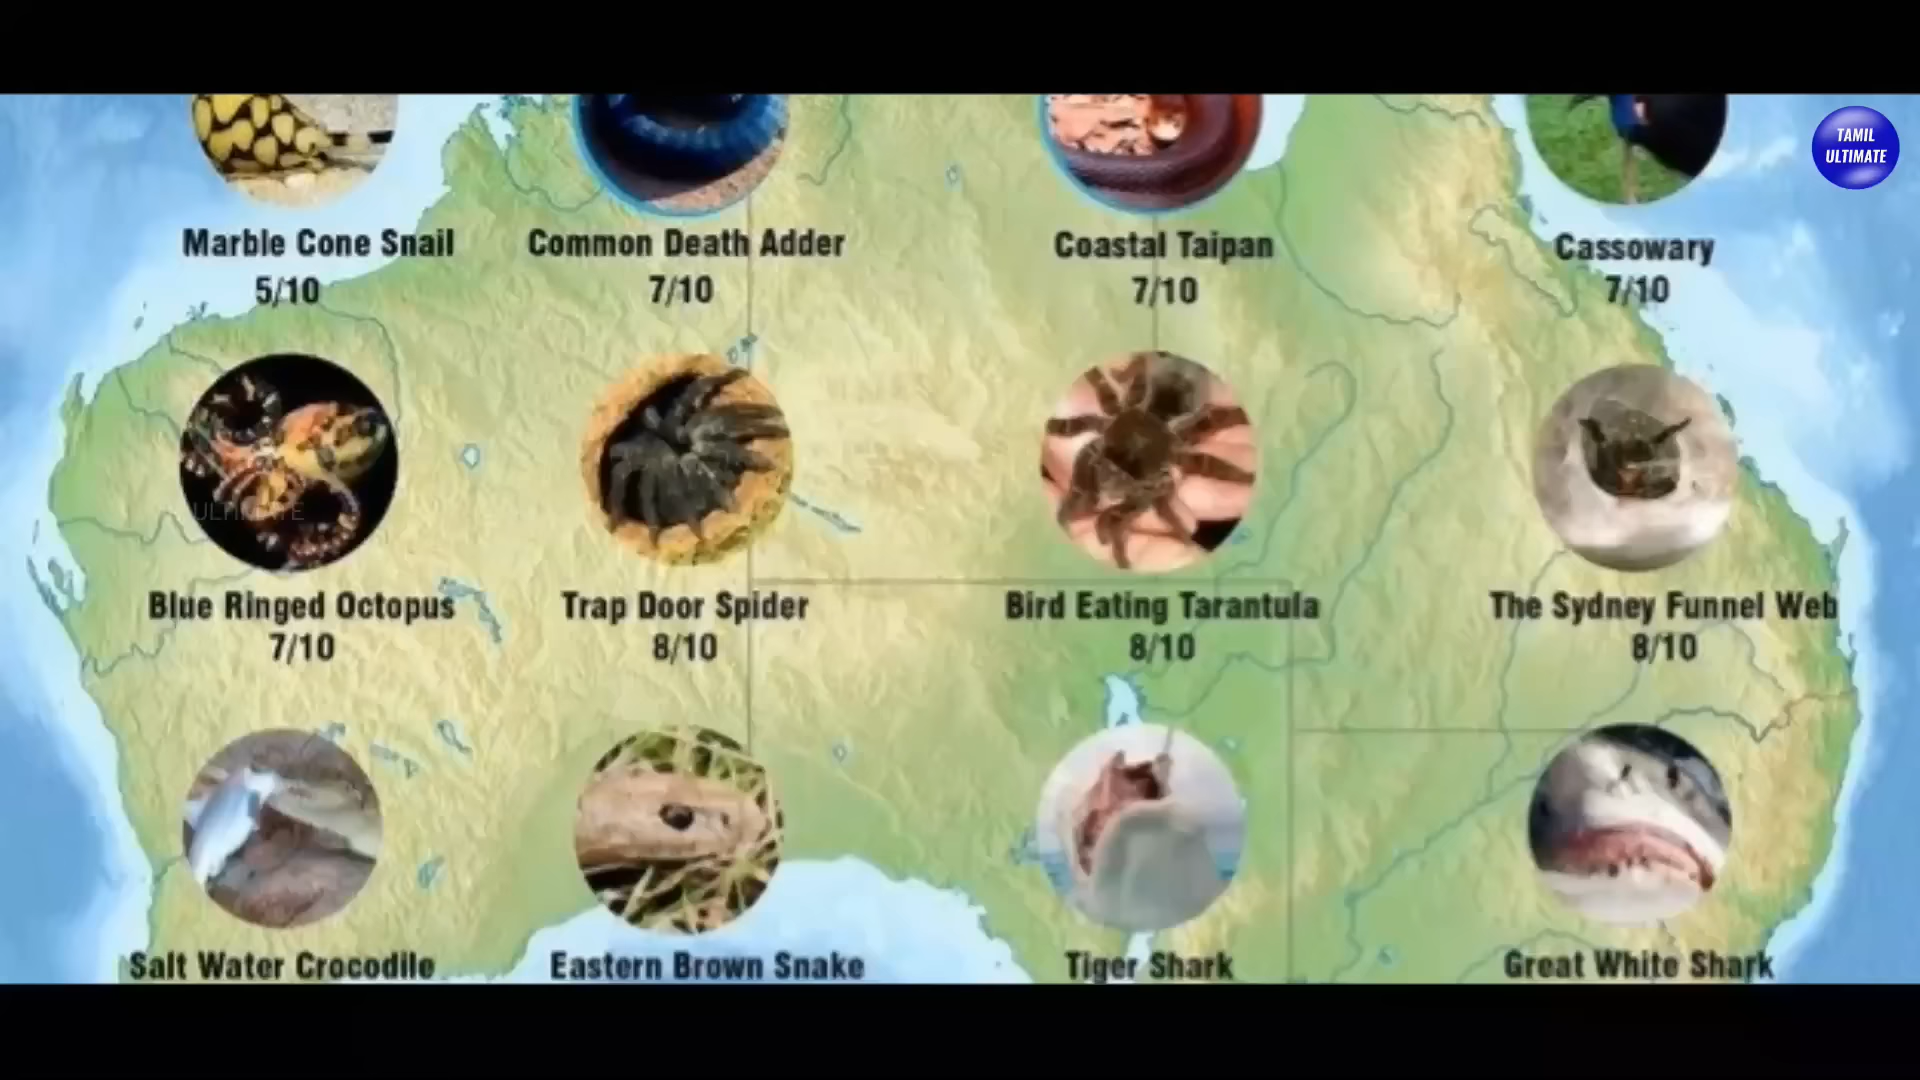 TAMIL
ULTIMATE
Marble Cone Snail
5/10
Common Death Adder
7/10
Coastal Taipan
7/10
Cassowary
7/10
ULTIMATE
Blue Ringed Octopus
7/10
Trap Door Spider
8/10
Bird Eating Tarantula
8/10
The Sydney Funnel Web
8/10
Salt Water Crocodile
Eastern Brown Snake
Tiger Shark
Great White Shark